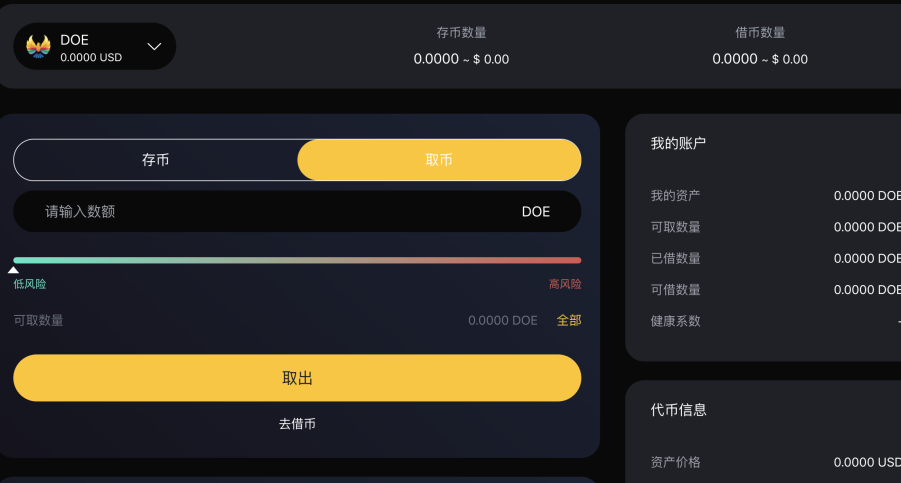 DOE
0.0000 USD
存币数量
0.0000 ~ $ 0.00
借币数量
0.0000 ~ $ 0.00
存币
取币
请输入数额
DOE
低风险
高风险
可取数量
0.0000 DOE
全部
取出
去借币
我的账户
我的资产
0.0000 DOE
可取数量
0.0000 DOE
已借数量
0.0000 DOE
可借数量
0.0000 DOE
健康系数
-
代币信息
资产价格
0.0000 USD